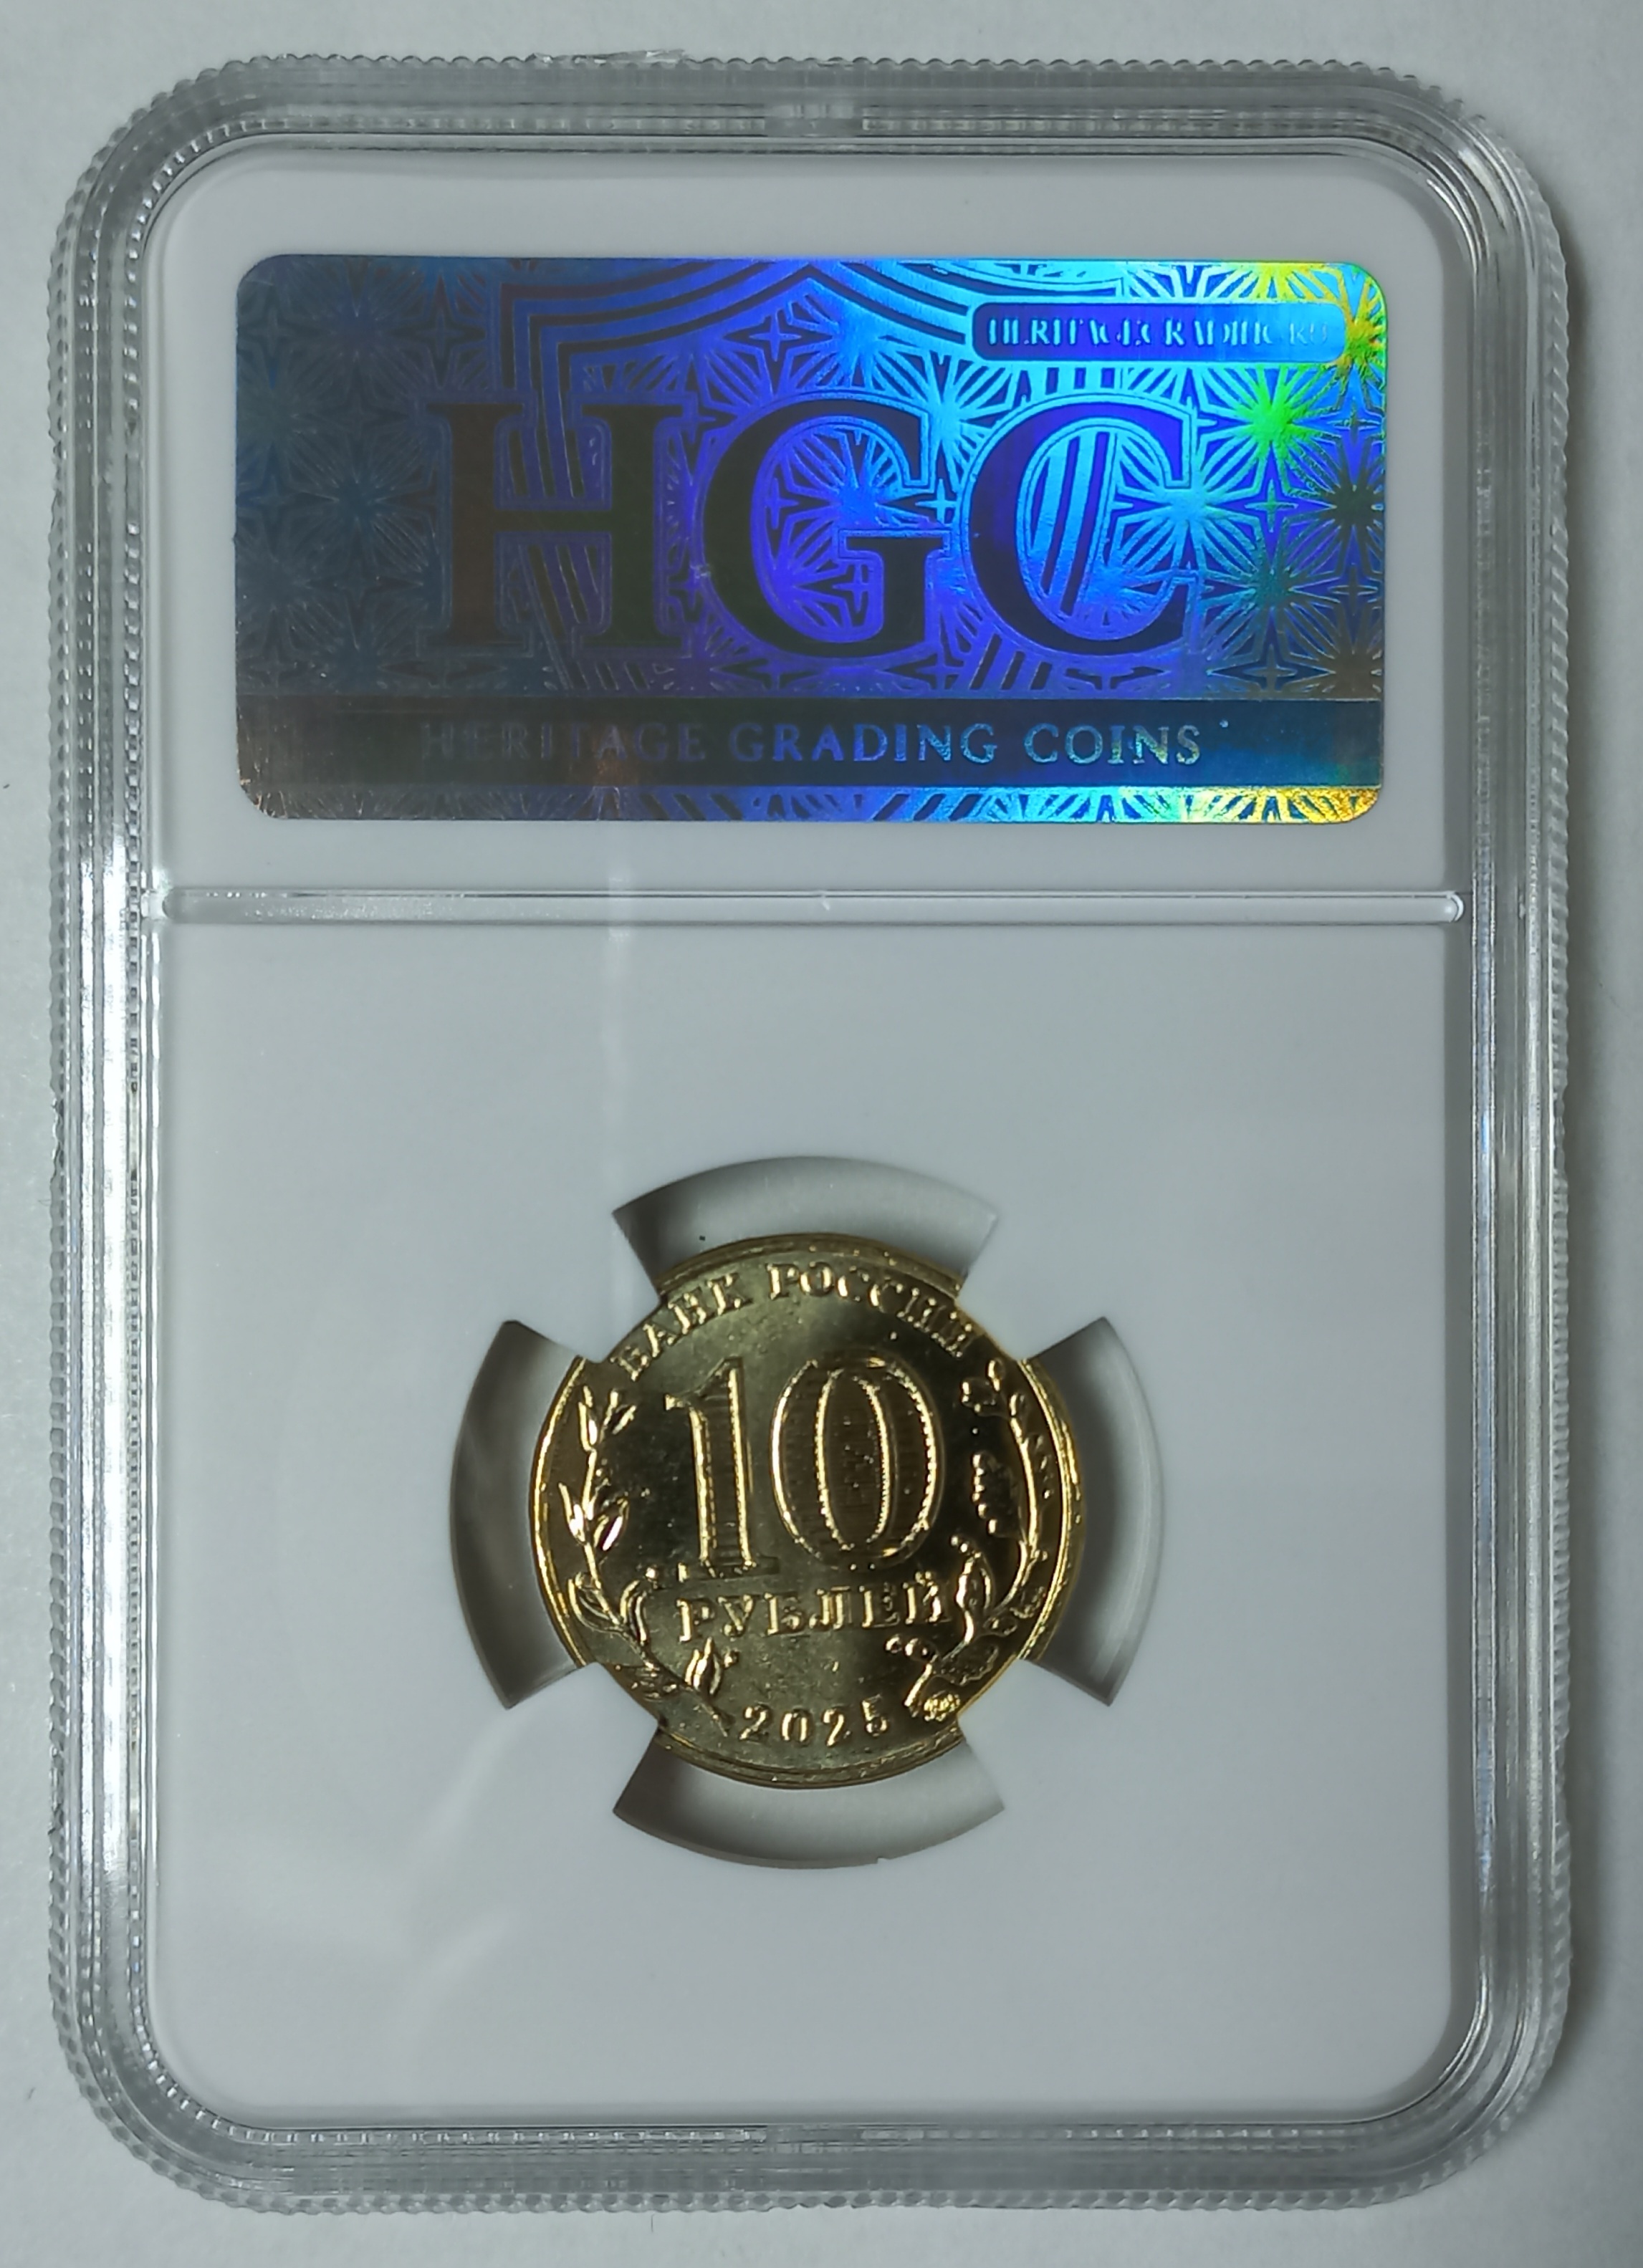 HGC
HERITAGE GRADING COINS
БАНК РОССИИ
10
РУБЛЕЙ
2025